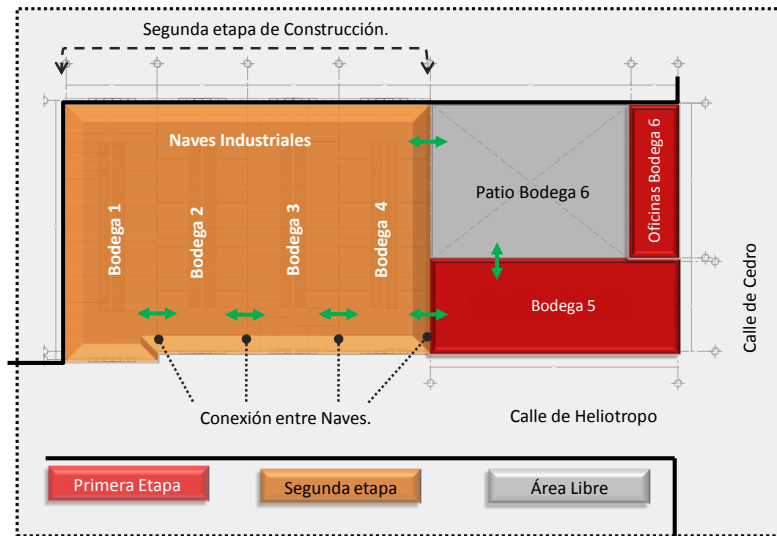 Segunda etapa de Construcción.
Naves Industriales
Bodega 1
Bodega 2
Bodega 3
Bodega 4
Patio Bodega 6
Oficinas Bodega 6
Bodega 5
Calle de Cedro
Conexión entre Naves.
Calle de Heliotropo
Primera Etapa
Segunda etapa
Área Libre